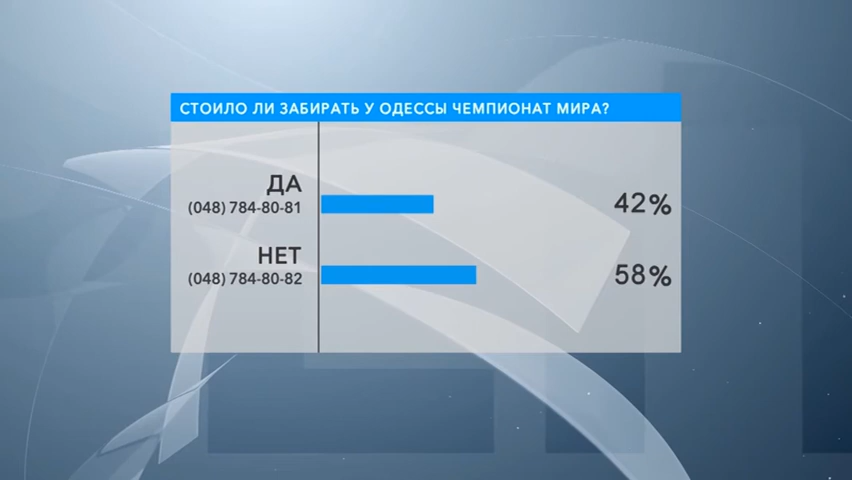 СТОИЛО ЛИ ЗАБИРАТЬ У ОДЕССЫ ЧЕМПИОНАТ МИРА?
ДА
(048) 784-80-81
42%
НЕТ
(048) 784-80-82
58%